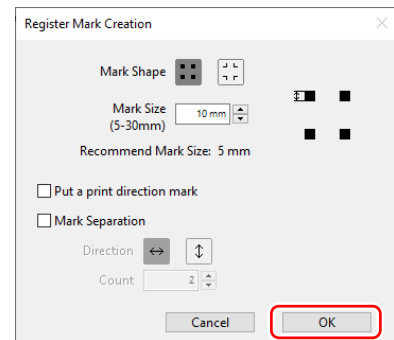 Register Mark Creation
Mark Shape
Mark Size
(5-30mm)
10 mm
Recommend Mark Size: 5 mm
Put a print direction mark
Mark Separation
Direction
Count
2
Cancel
OK